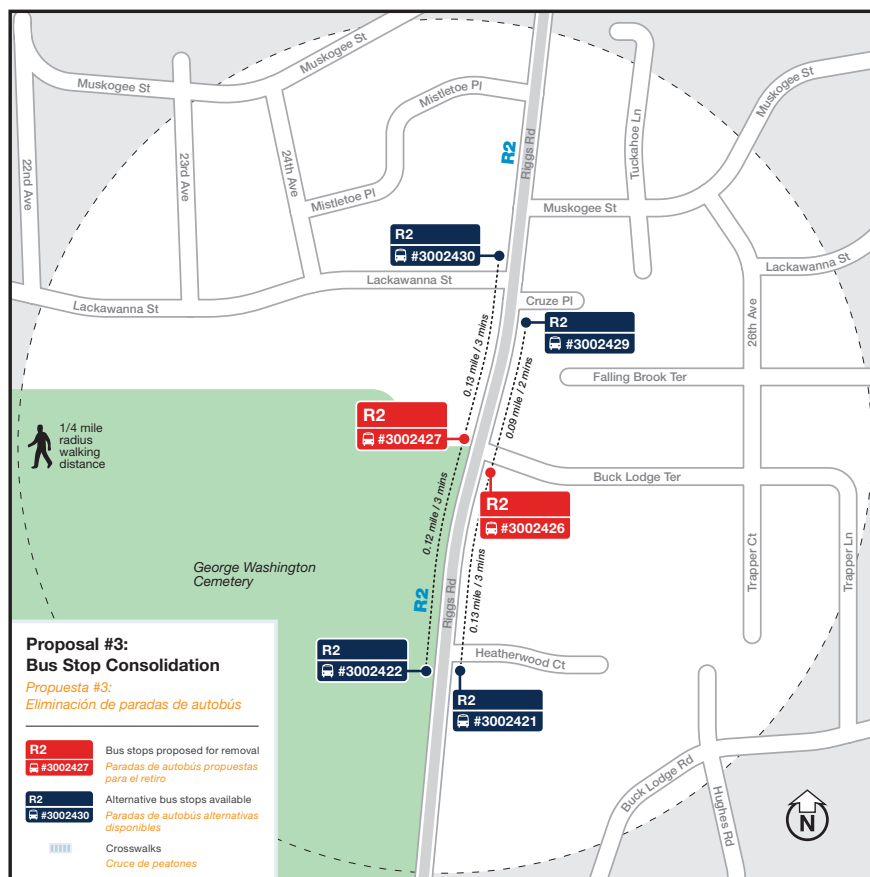 Muskogee St
Muskogee St
Muskogee St
Mistletoe Pl
R2
Riggs Rd
Tuckahoe Ln
22nd Ave
23rd Ave
24th Ave
Mistletoe Pl
Muskogee St
R2
#3002430
Lackawanna St
Lackawanna St
Lackawanna St
Cruze Pl
26th Ave
R2
#3002429
0.13 mile / 3 mins
0.09 mile / 2 mins
Falling Brook Ter
R2
#3002427
1/4 mile
radius
walking
distance
Buck Lodge Ter
R2
#3002426
0.12 mile / 3 mins
0.13 mile / 3 mins
Trapper Ct
Trapper Ln
George Washington
Cemetery
R2
Riggs Rd
Heatherwood Ct
R2
#3002422
R2
#3002421
Buck Lodge Rd
Hughes Rd
N
Proposal #3:
Bus Stop Consolidation
Propuesta #3:
Eliminación de paradas de autobús
R2
#3002427
Bus stops proposed for removal
Paradas de autobús propuestas
para el retiro
R2
#3002430
Alternative bus stops available
Paradas de autobús alternativas
disponibles
Crosswalks
Cruce de peatones